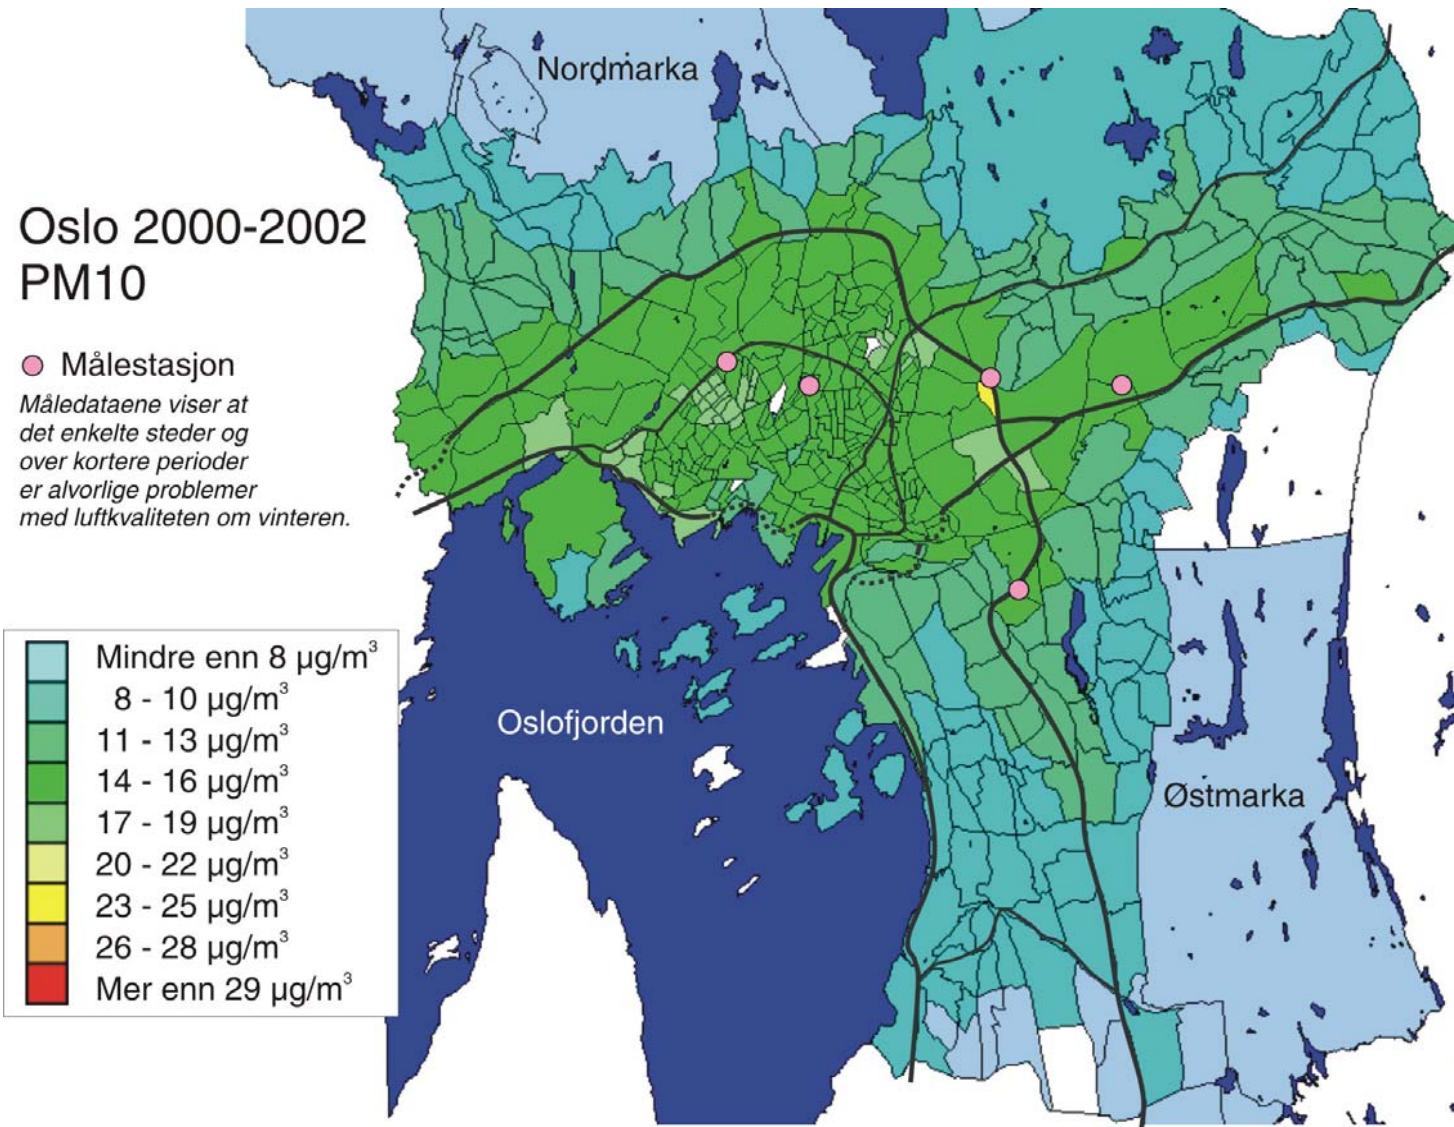 Nordmarka
Oslo 2000-2002
PM10
Målestasjon
Måledataene viser at
det enkelte steder og
over kortere perioder
er alvorlige problemer
med luftkvaliteten om vinteren.
Mindre enn 8 µg/m³
8 - 10 µg/m³
11 - 13 µg/m³
14 - 16 µg/m³
17 - 19 µg/m³
20 - 22 µg/m³
23 - 25 µg/m³
26 - 28 µg/m³
Mer enn 29 µg/m³
Oslofjorden
Østmarka